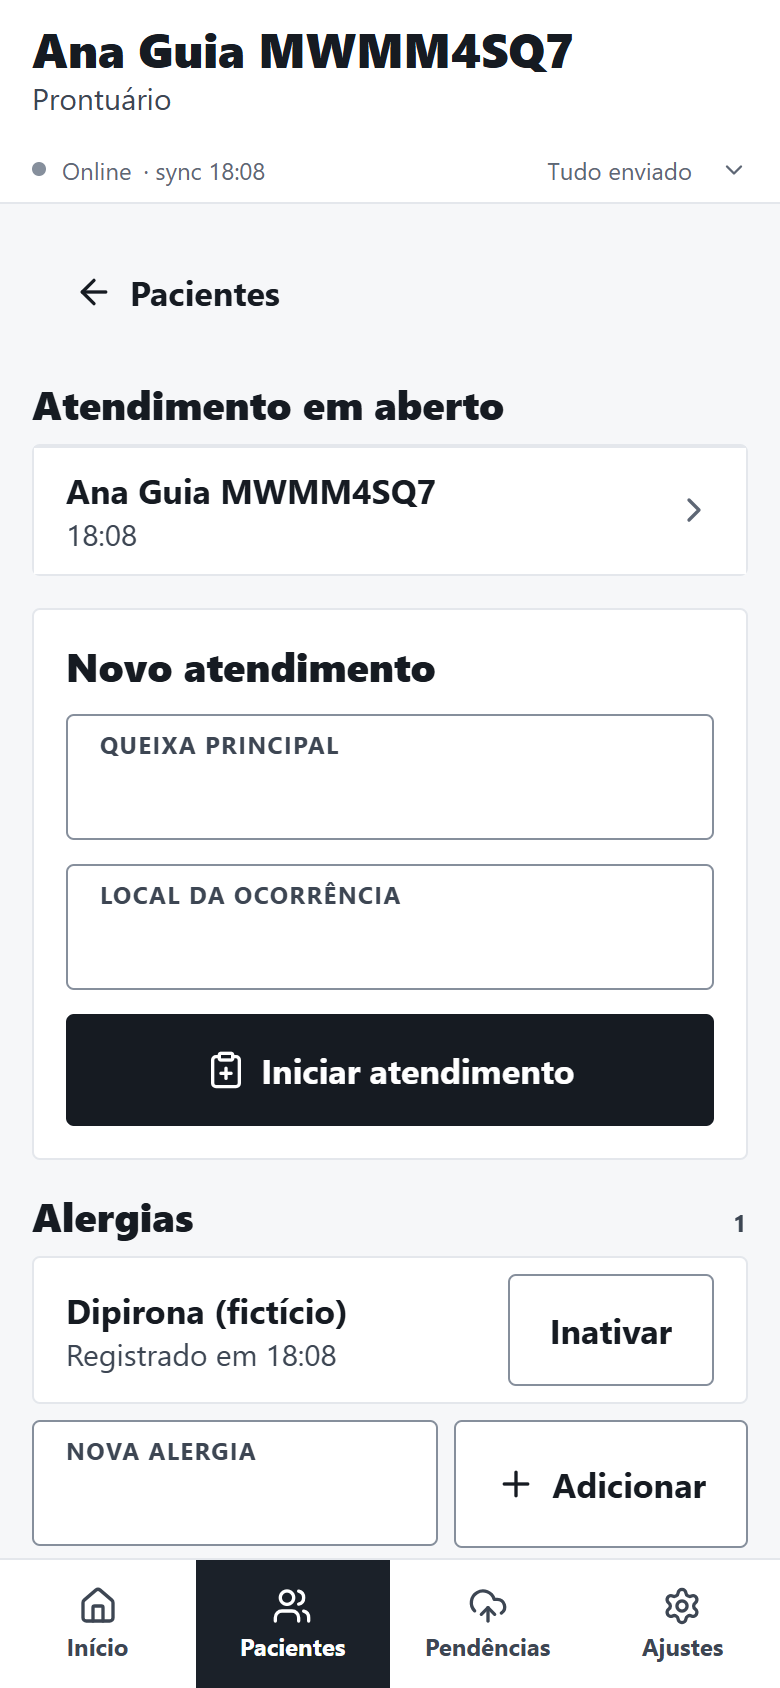 Ana Guia MWMM4SQ7
Prontuário
Online · sync 18:08 Tudo enviado
Pacientes
Atendimento em aberto
Ana Guia MWMM4SQ7
18:08
Novo atendimento
QUEIXA PRINCIPAL
LOCAL DA OCORRÊNCIA
Iniciar atendimento
Alergias 1
Dipirona (fictício)
Registrado em 18:08
Inativar
NOVA ALERGIA
Adicionar
Início Pacientes Pendências Ajustes